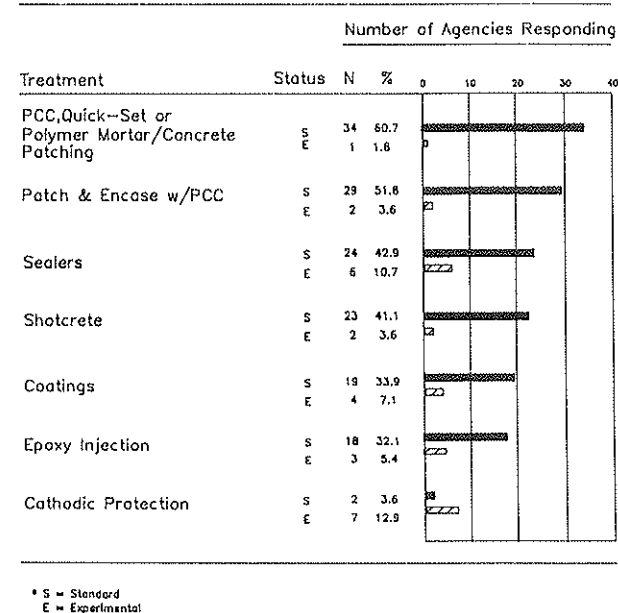 Number of Agencies Responding
Treatment Status N % 0 10 20 30 40
PCC,Quick-Set or
Polymer Mortar/Concrete
Patching
S 34 60.7
E 1 1.8
Patch & Encase w/PCC S 29 51.8
E 2 3.6
Sealers S 24 42.9
E 6 10.7
Shotcrete S 23 41.1
E 2 3.6
Coatings S 19 33.9
E 4 7.1
Epoxy Injection S 18 32.1
E 3 5.4
Cathodic Protection S 2 3.6
E 7 12.9
* S = Standard
E = Experimental